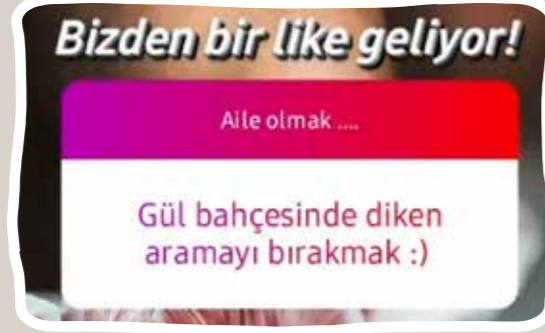 Bizden bir like geliyor!
Aile olmak ....
Gül bahçesinde diken
aramayı bırakmak :)